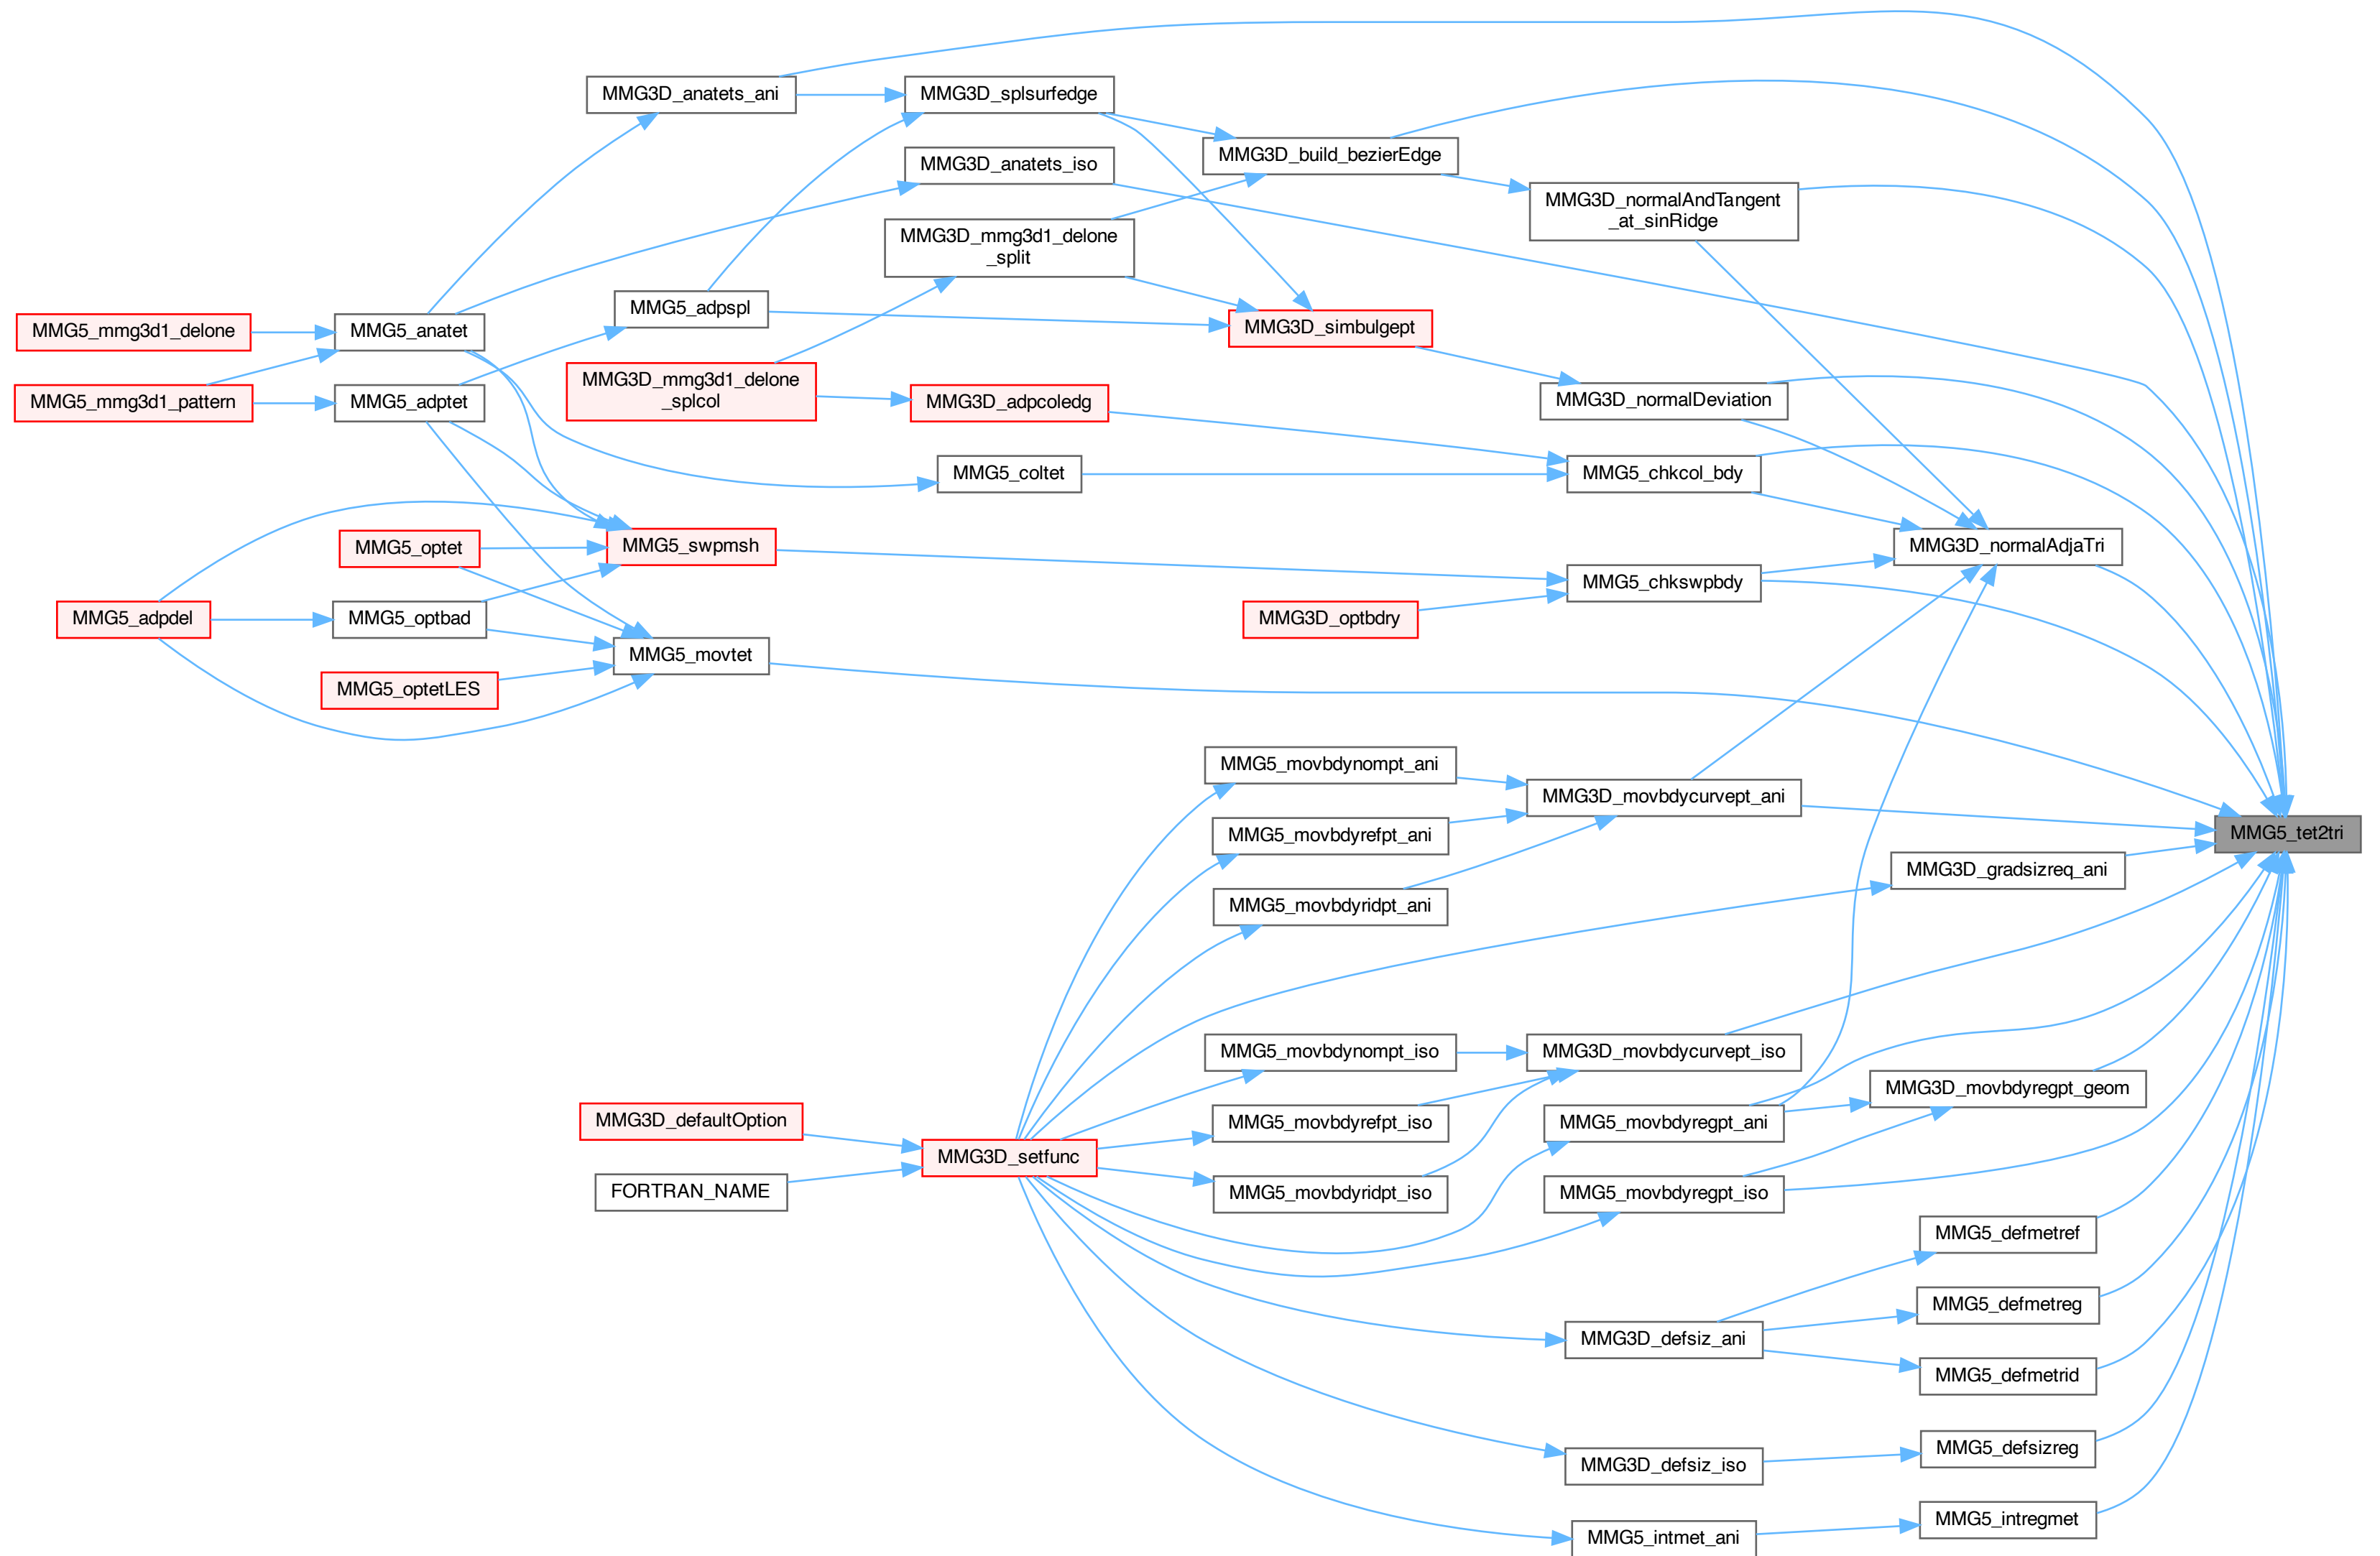 MMG3D_anatets_ani
MMG3D_splsurfedge
MMG3D_build_bezierEdge
MMG3D_anatets_iso
MMG3D_normalAndTangent
_at_sinRidge
MMG3D_mmg3d1_delone
_split
MMG5_adpspl
MMG3D_simbulgept
MMG5_mmg3d1_delone
MMG5_anatet
MMG5_mmg3d1_pattern
MMG5_adptet
MMG3D_mmg3d1_delone
_splcol
MMG3D_adpcoledg
MMG3D_normalDeviation
MMG5_coltet
MMG5_chkcol_bdy
MMG5_optet
MMG5_swpmsh
MMG3D_normalAdjaTri
MMG5_chkswpbdy
MMG5_adpdel
MMG5_optbad
MMG3D_optbdry
MMG5_movtet
MMG5_optetLES
MMG5_movbdynompt_ani
MMG3D_movbdycurvept_ani
MMG5_movbdyrefpt_ani
MMG5_tet2tri
MMG3D_gradsizreq_ani
MMG5_movbdyridpt_ani
MMG5_movbdynompt_iso
MMG3D_movbdycurvept_iso
MMG3D_movbdyregpt_geom
MMG3D_defaultOption
MMG5_movbdyrefpt_iso
MMG5_movbdyregpt_ani
MMG3D_setfunc
FORTRAN_NAME
MMG5_movbdyridpt_iso
MMG5_movbdyregpt_iso
MMG5_defmetref
MMG5_defmetreg
MMG3D_defsiz_ani
MMG5_defmetrid
MMG5_defsizreg
MMG3D_defsiz_iso
MMG5_intregmet
MMG5_intmet_ani